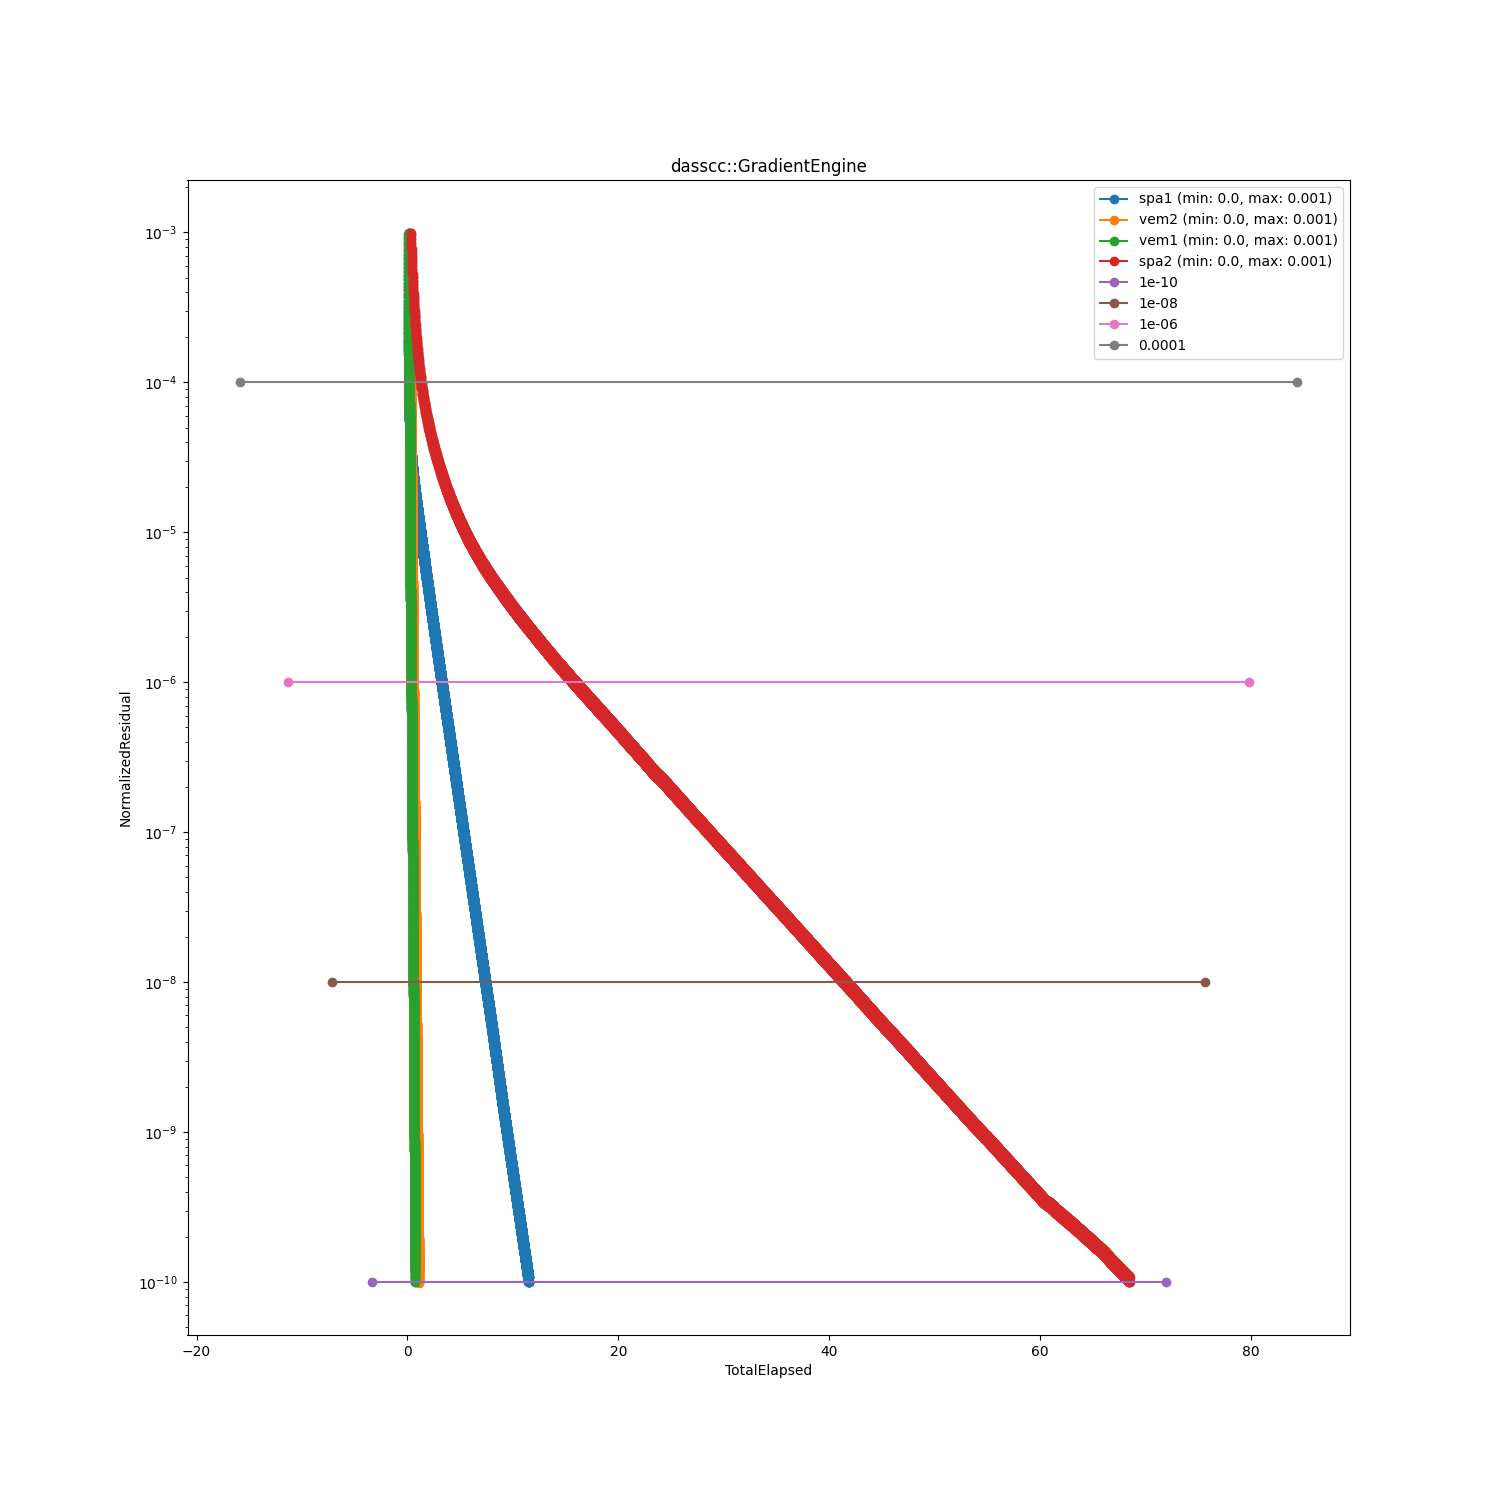 dasscc::GradientEngine
spa1 (min: 0.0, max: 0.001)
vem2 (min: 0.0, max: 0.001)
vem1 (min: 0.0, max: 0.001)
spa2 (min: 0.0, max: 0.001)
1e-10
1e-08
1e-06
0.0001
NormalizedResidual
10⁻³
10⁻⁴
10⁻⁵
10⁻⁶
10⁻⁷
10⁻⁸
10⁻⁹
10⁻¹⁰
−20 0 20 40 60 80
TotalElapsed